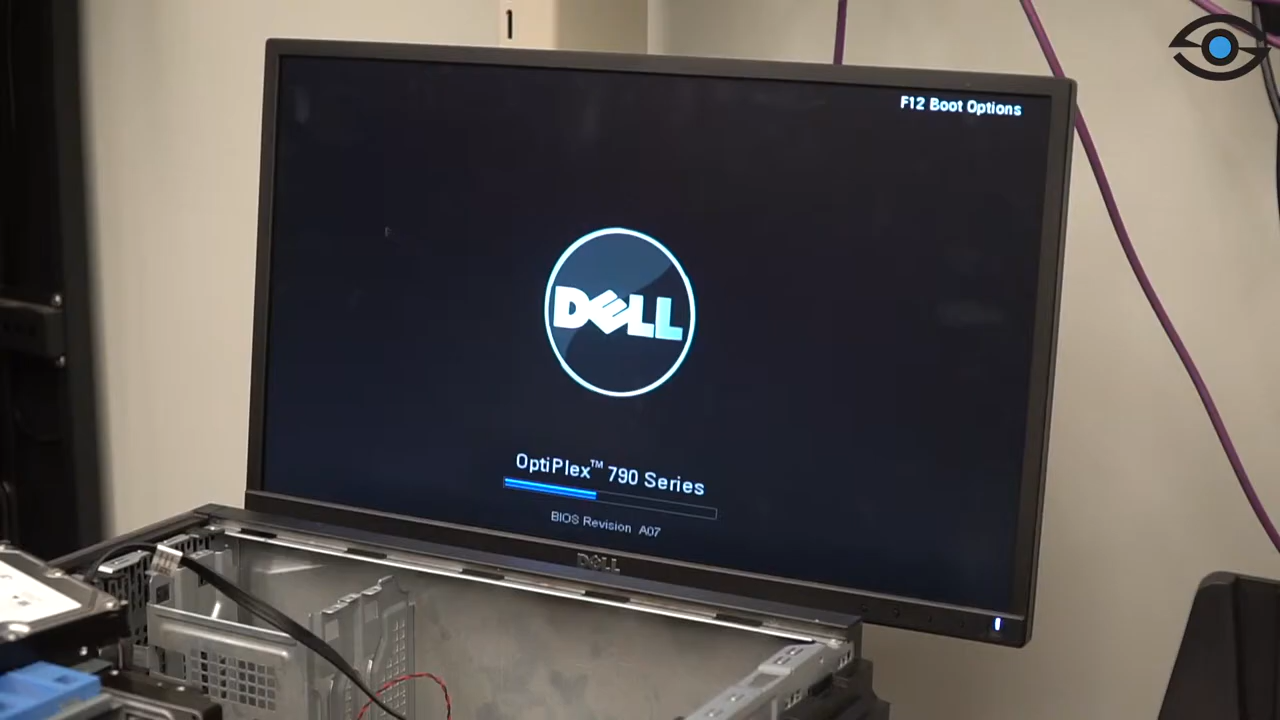 F12 Boot Options
DELL
OptiPlex™ 790 Series
BIOS Revision A07
DELL